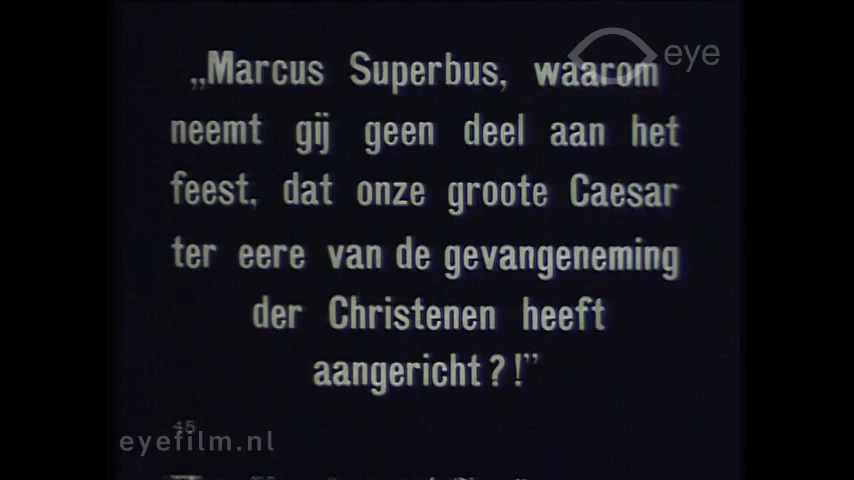 eye
„Marcus Superbus, waarom
neemt gij geen deel aan het
feest, dat onze groote Caesar
ter eere van de gevangeneming
der Christenen heeft
aangericht?!”
45
eyefilm.nl